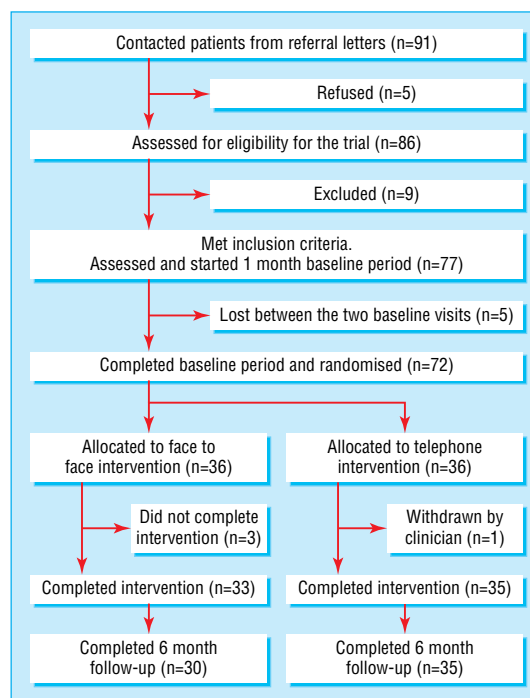 Contacted patients from referral letters (n=91)
Refused (n=5)
Assessed for eligibility for the trial (n=86)
Excluded (n=9)
Met inclusion criteria.
Assessed and started 1 month baseline period (n=77)
Lost between the two baseline visits (n=5)
Completed baseline period and randomised (n=72)
Allocated to face to
face intervention (n=36)
Allocated to telephone
intervention (n=36)
Did not complete
intervention (n=3)
Withdrawn by
clinician (n=1)
Completed intervention (n=33)
Completed intervention (n=35)
Completed 6 month
follow-up (n=30)
Completed 6 month
follow-up (n=35)